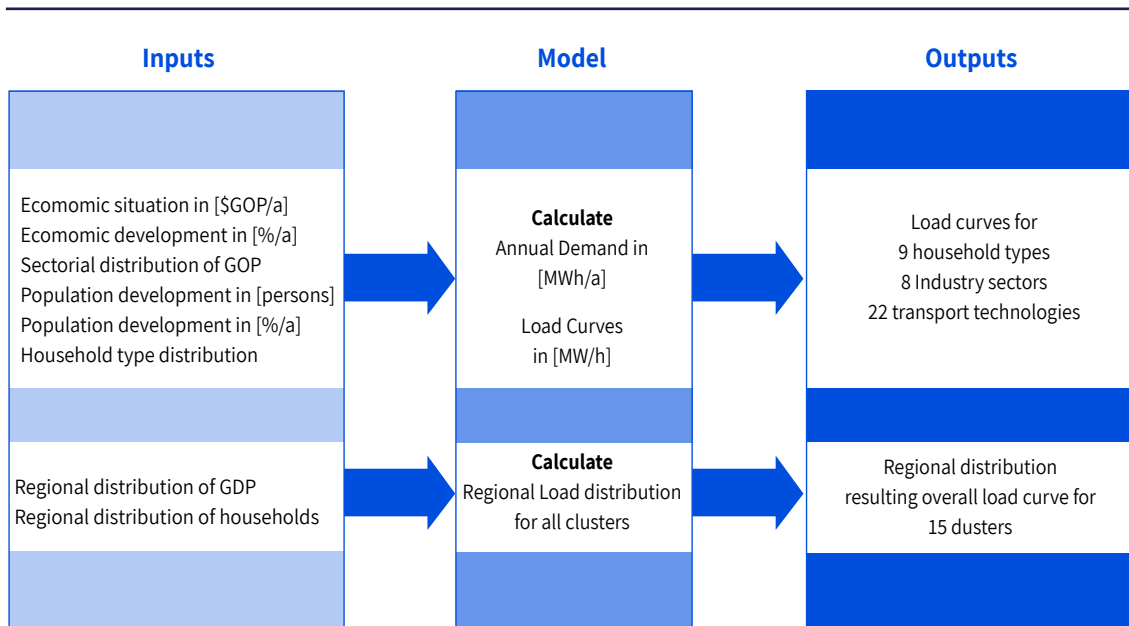 Inputs
Model
Outputs
Ecomomic situation in [$GOP/a]
Ecomomic development in [%/a]
Sectorial distribution of GOP
Population development in [persons]
Population development in [%/a]
Household type distribution
Calculate
Annual Demand in
[MWh/a]
Load Curves
in [MW/h]
Load curves for
9 household types
8 Industry sectors
22 transport technologies
Regional distribution of GDP
Regional distribution of households
Calculate
Regional Load distribution
for all clusters
Regional distribution
resulting overall load curve for
15 dusters